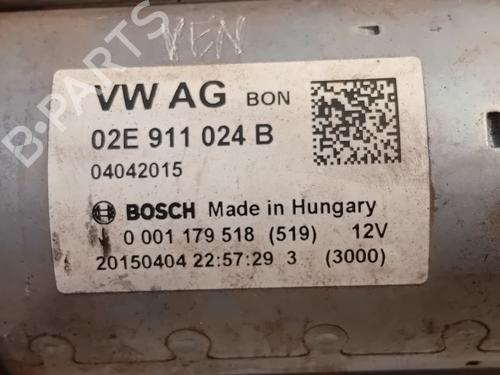 VEN
B-PARTS
VW AG BON
02E 911 024 B
04042015
BOSCH Made in Hungary
0 001 179 518 (519) 12V
20150404 22:57:29 3 (3000)